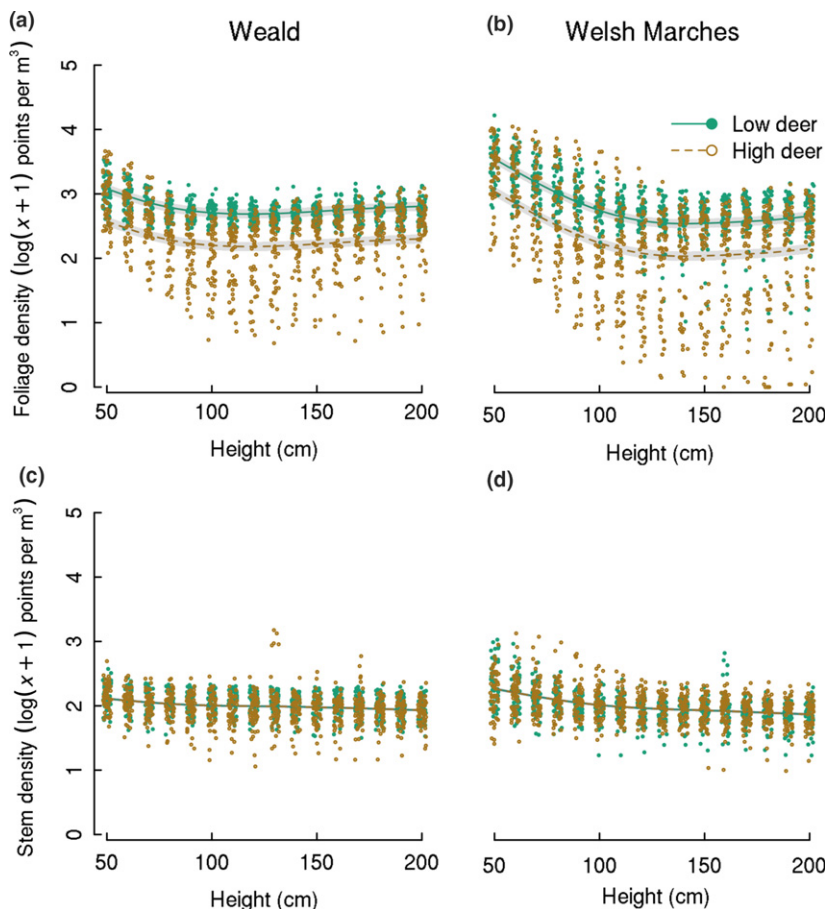 (a)
Weald
(b)
Welsh Marches
Foliage density (log(x + 1) points per m³)
5
4
3
2
1
0
Low deer
High deer
50 100 150 200
50 100 150 200
Height (cm)
Height (cm)
(c)
(d)
Stem density (log(x + 1) points per m³)
5
4
3
2
1
0
50 100 150 200
50 100 150 200
Height (cm)
Height (cm)